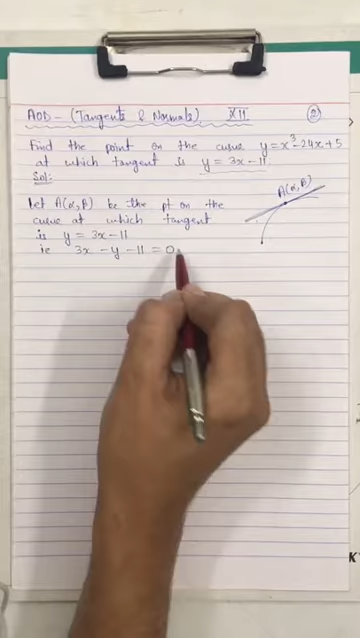 AOD - (Tangents & Normals) XII ②
Find the point on the curve y = x³ - 24x + 5
at which tangent is y = 3x - 11
Sol:
Let A(α, β) be the pt on the
curve at which tangent
is y = 3x - 11
ie 3x - y - 11 = 0
A(α, β)
K